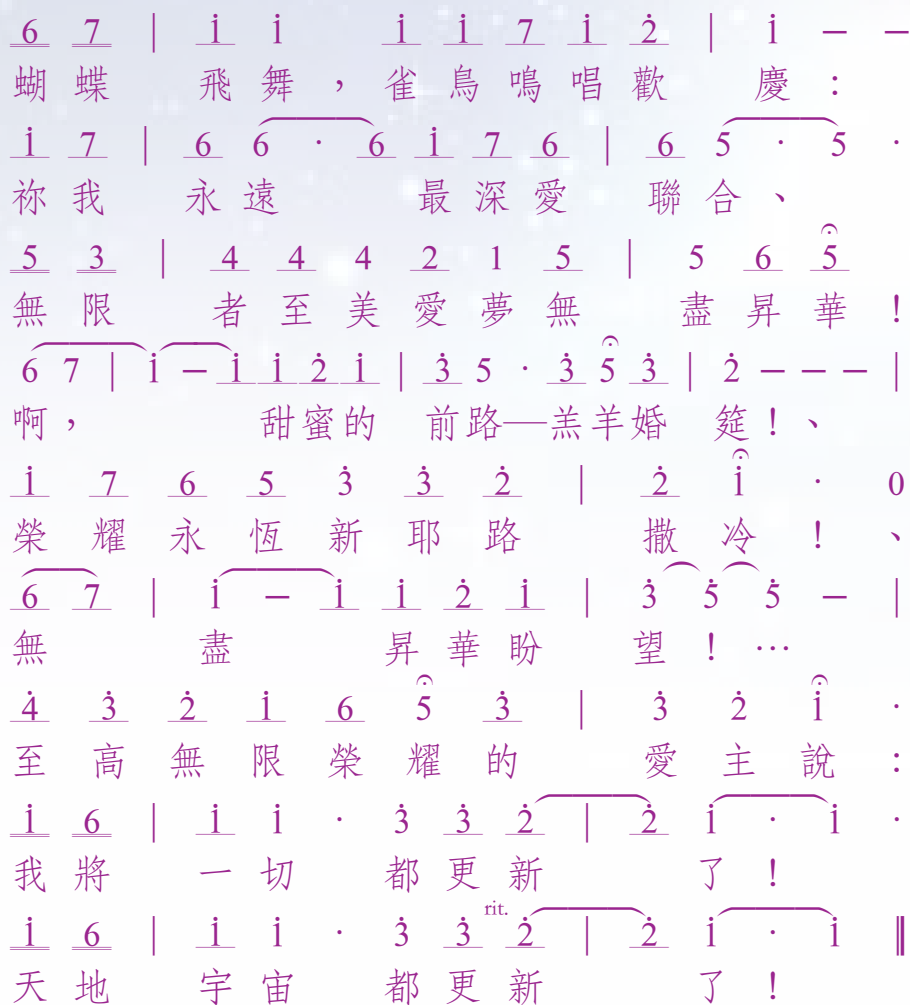 6 7 | i̇ i̇ i̇ i̇ 7 i̇ 2̇ | i̇ – –
蝴蝶 飛舞，雀鳥鳴唱歡 慶：
i̇ 7 | 6 6 · 6 i̇ 7 6 | 6 5 · 5 ·
祢我 永遠 最深愛 聯合、
5 3 | 4 4 4 2 1 5 | 5 6 5
無限 者至美愛夢無 盡昇華！
6 7 | i̇ – i̇ i̇ 2̇ i̇ | 3̇ 5 · 3̇ 5̇ 3̇ | 2̇ – – – |
啊， 甜蜜的 前路—羔羊婚 筵！、
i̇ 7 6 5 3̇ 3̇ 2̇ | 2̇ i̇ · 0
榮耀永恆新耶路 撒冷！、
6 7 | i̇ – i̇ i̇ 2̇ i̇ | 3̇ 5̇ 5̇ – |
無 盡 昇華盼 望！…
4̇ 3̇ 2̇ i̇ 6 5̇ 3̇ | 3̇ 2̇ i̇ ·
至高無限榮耀的 愛主說：
i̇ 6 | i̇ i̇ · 3̇ 3̇ 2̇ | 2̇ i̇ · i̇ ·
我將 一切 都更新 了！
i̇ 6 | i̇ i̇ · 3̇ 3̇ rit. 2̇ | 2̇ i̇ · i̇ ‖
天地 宇宙 都更新 了！